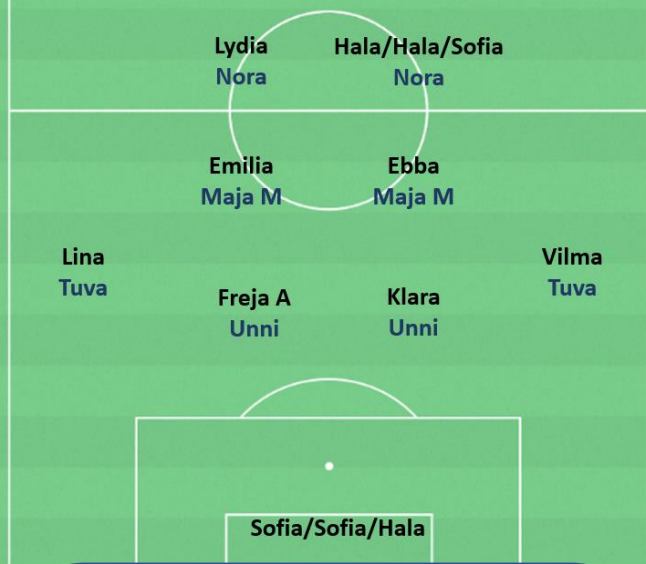 Lydia
Nora
Hala/Hala/Sofia
Nora
Emilia
Maja M
Ebba
Maja M
Lina
Tuva
Vilma
Tuva
Freja A
Unni
Klara
Unni
Sofia/Sofia/Hala